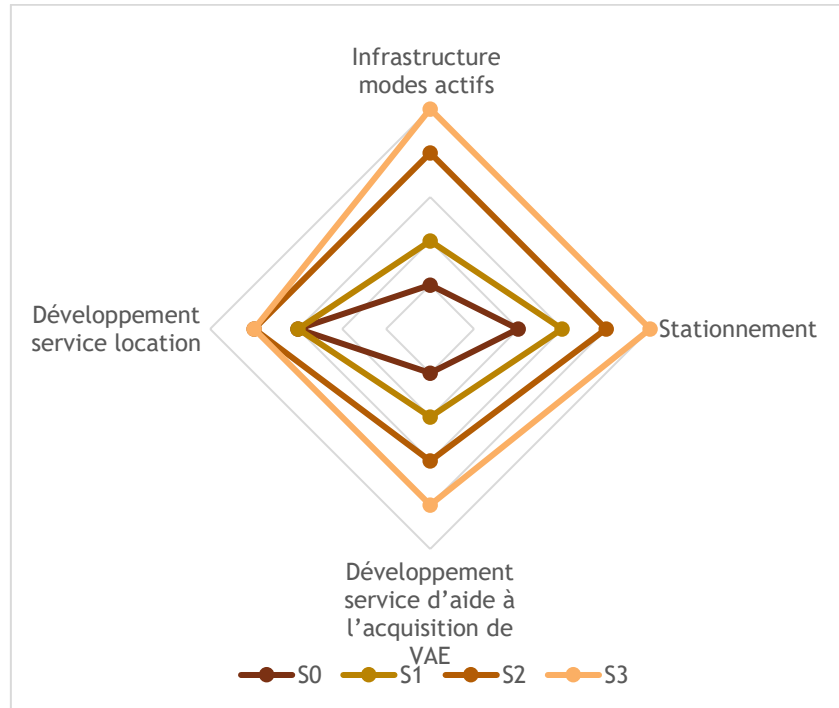 Infrastructure
modes actifs
Développement
service location
Stationnement
Développement
service d’aide à
l’acquisition de
VAE
S0 S1 S2 S3